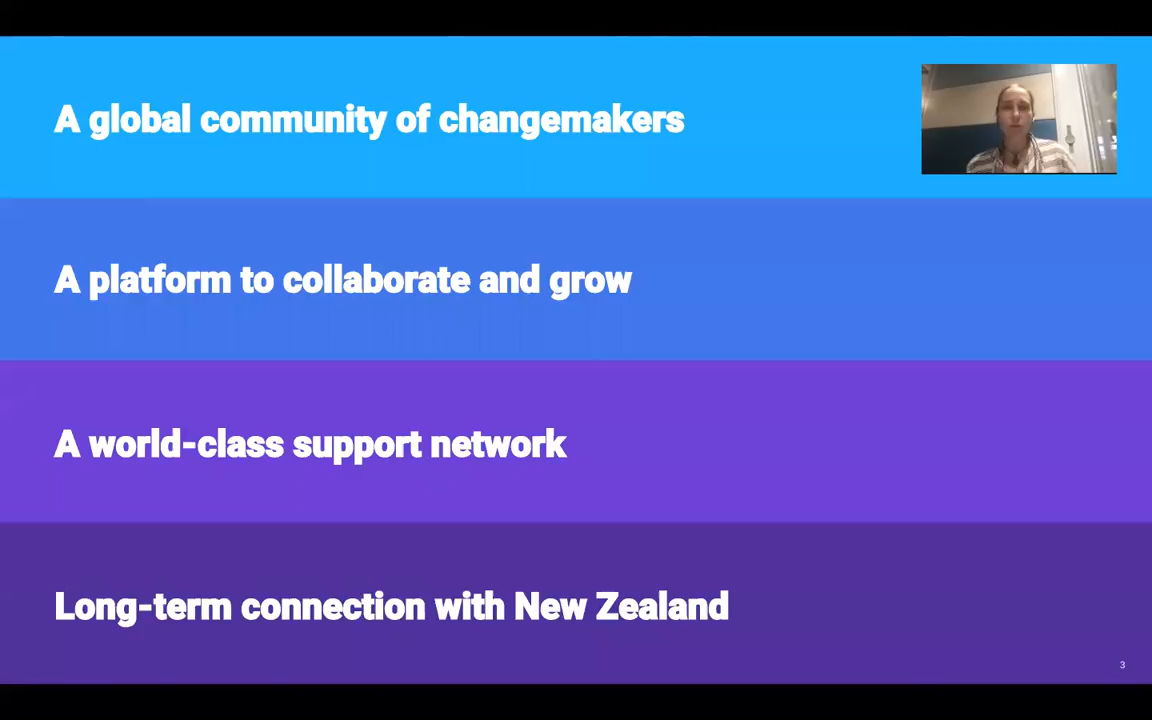 A global community of changemakers
A platform to collaborate and grow
A world-class support network
Long-term connection with New Zealand
3